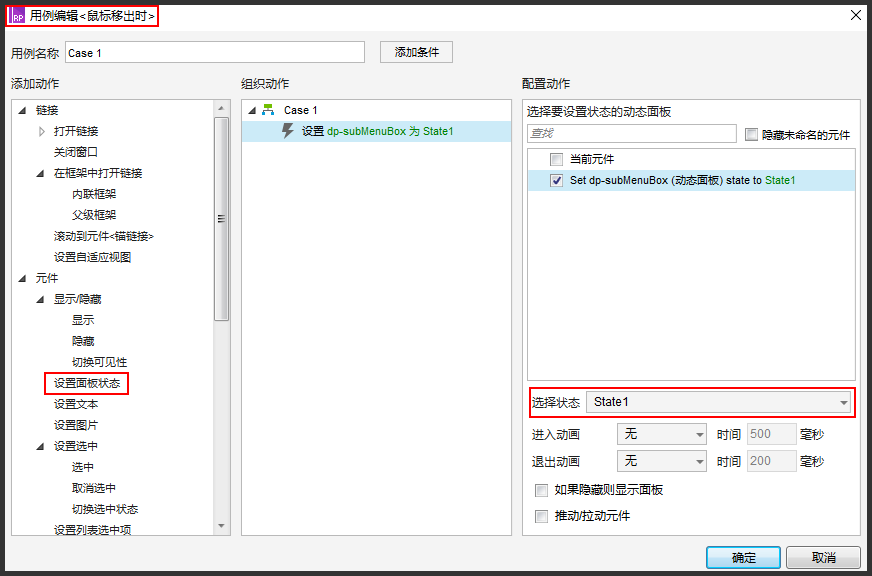 RP 用例编辑<鼠标移出时>
用例名称 Case 1 添加条件
添加动作
链接
打开链接
关闭窗口
在框架中打开链接
内联框架
父级框架
滚动到元件<锚链接>
设置自适应视图
元件
显示/隐藏
显示
隐藏
切换可见性
设置面板状态
设置文本
设置图片
设置选中
选中
取消选中
切换选中状态
设置列表选中项
组织动作
Case 1
设置 dp-subMenuBox 为 State1
配置动作
选择要设置状态的动态面板
查找 隐藏未命名的元件
当前元件
Set dp-subMenuBox (动态面板) state to State1
选择状态 State1
进入动画 无 时间 500 毫秒
退出动画 无 时间 200 毫秒
如果隐藏则显示面板
推动/拉动元件
确定 取消